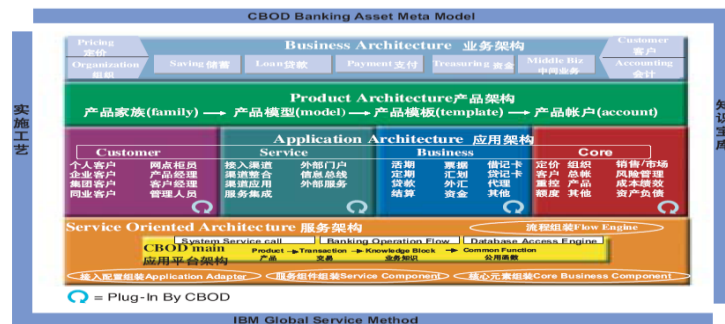 CBOD Banking Asset Meta Model
实施工艺
知识宝库
Pricing
定价
Business Architecture 业务架构
Customer
客户
Organization
组织
Saving 储蓄
Loan 贷款
Payment 支付
Treasuring 资金
Middle Biz
中间业务
Accounting
会计
Product Architecture产品架构
产品家族(family) → 产品模型(model) → 产品模板(template) → 产品帐户(account)
Application Architecture 应用架构
Customer Service Business Core
个人客户 网点柜员
企业客户 产品经理
集团客户 客户经理
同业客户 管理人员
接入渠道 外部门户
渠道整合 信息总线
渠道应用 外部服务
服务集成
活期 票据 借记卡
定期 汇划 贷记卡
贷款 外汇 代理
结算 资金 其他
定价 组织 销售/市场
客户 总帐 风险管理
重控 产品 成本绩效
额度 其他 资产负债
Service Oriented Architecture 服务架构
流程组装Flow Engine
System Service call Banking Operation Flow Database Access Engine
CBOD main
应用平台架构
Product → Transaction → Knowledge Block → Common Function
产品 交易 业务知识 公用函数
接入配置组装Application Adapter
服务组件组装Service Component
核心元素组装Core Business Component
= Plug-In By CBOD
IBM Global Service Method